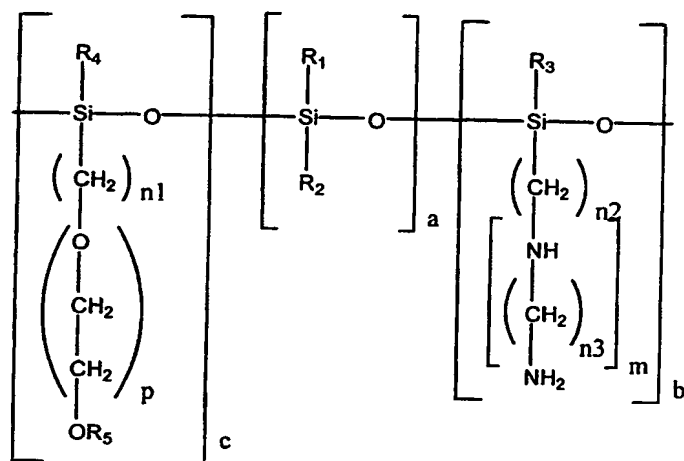 R4 R1 R3
Si O Si O Si O
(CH2)n1 R2 (CH2)n2
a
O NH
CH2 (CH2)n3
CH2 m
p NH2 b
OR5 c